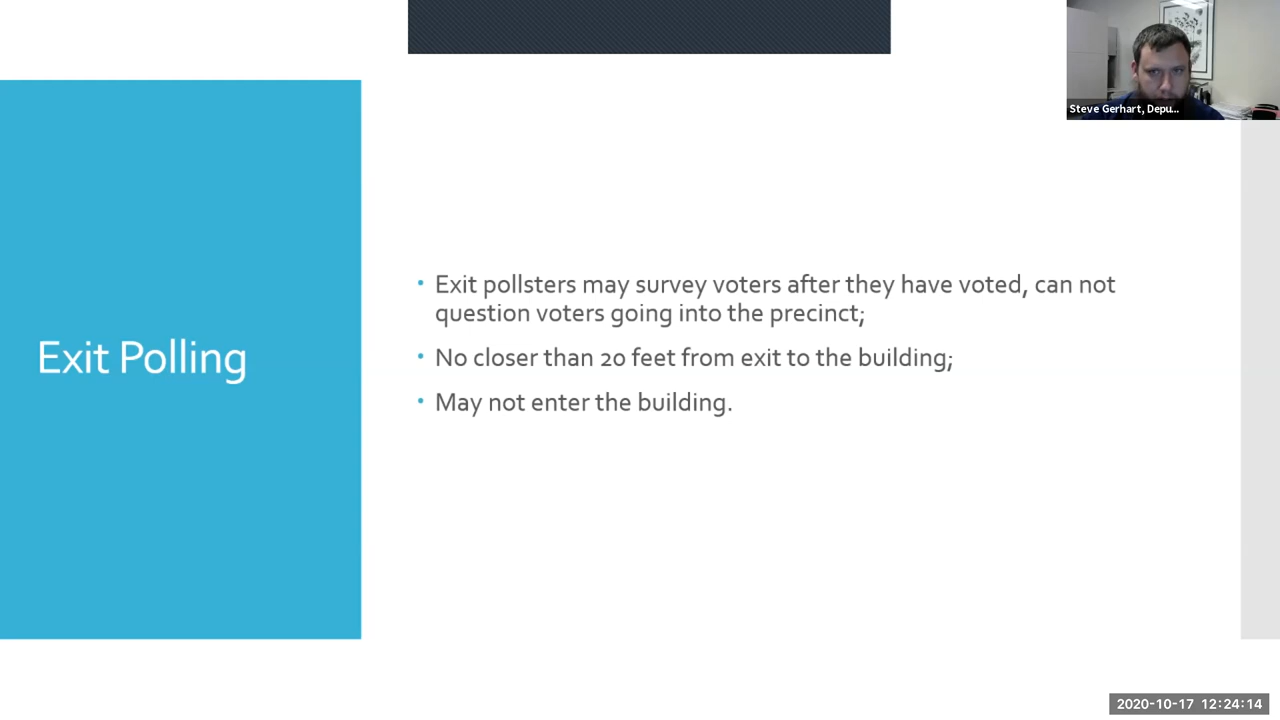 Steve Gerhart, Depu...
Exit Polling
• Exit pollsters may survey voters after they have voted, can not
question voters going into the precinct;
• No closer than 20 feet from exit to the building;
• May not enter the building.
2020-10-17 12:24:14